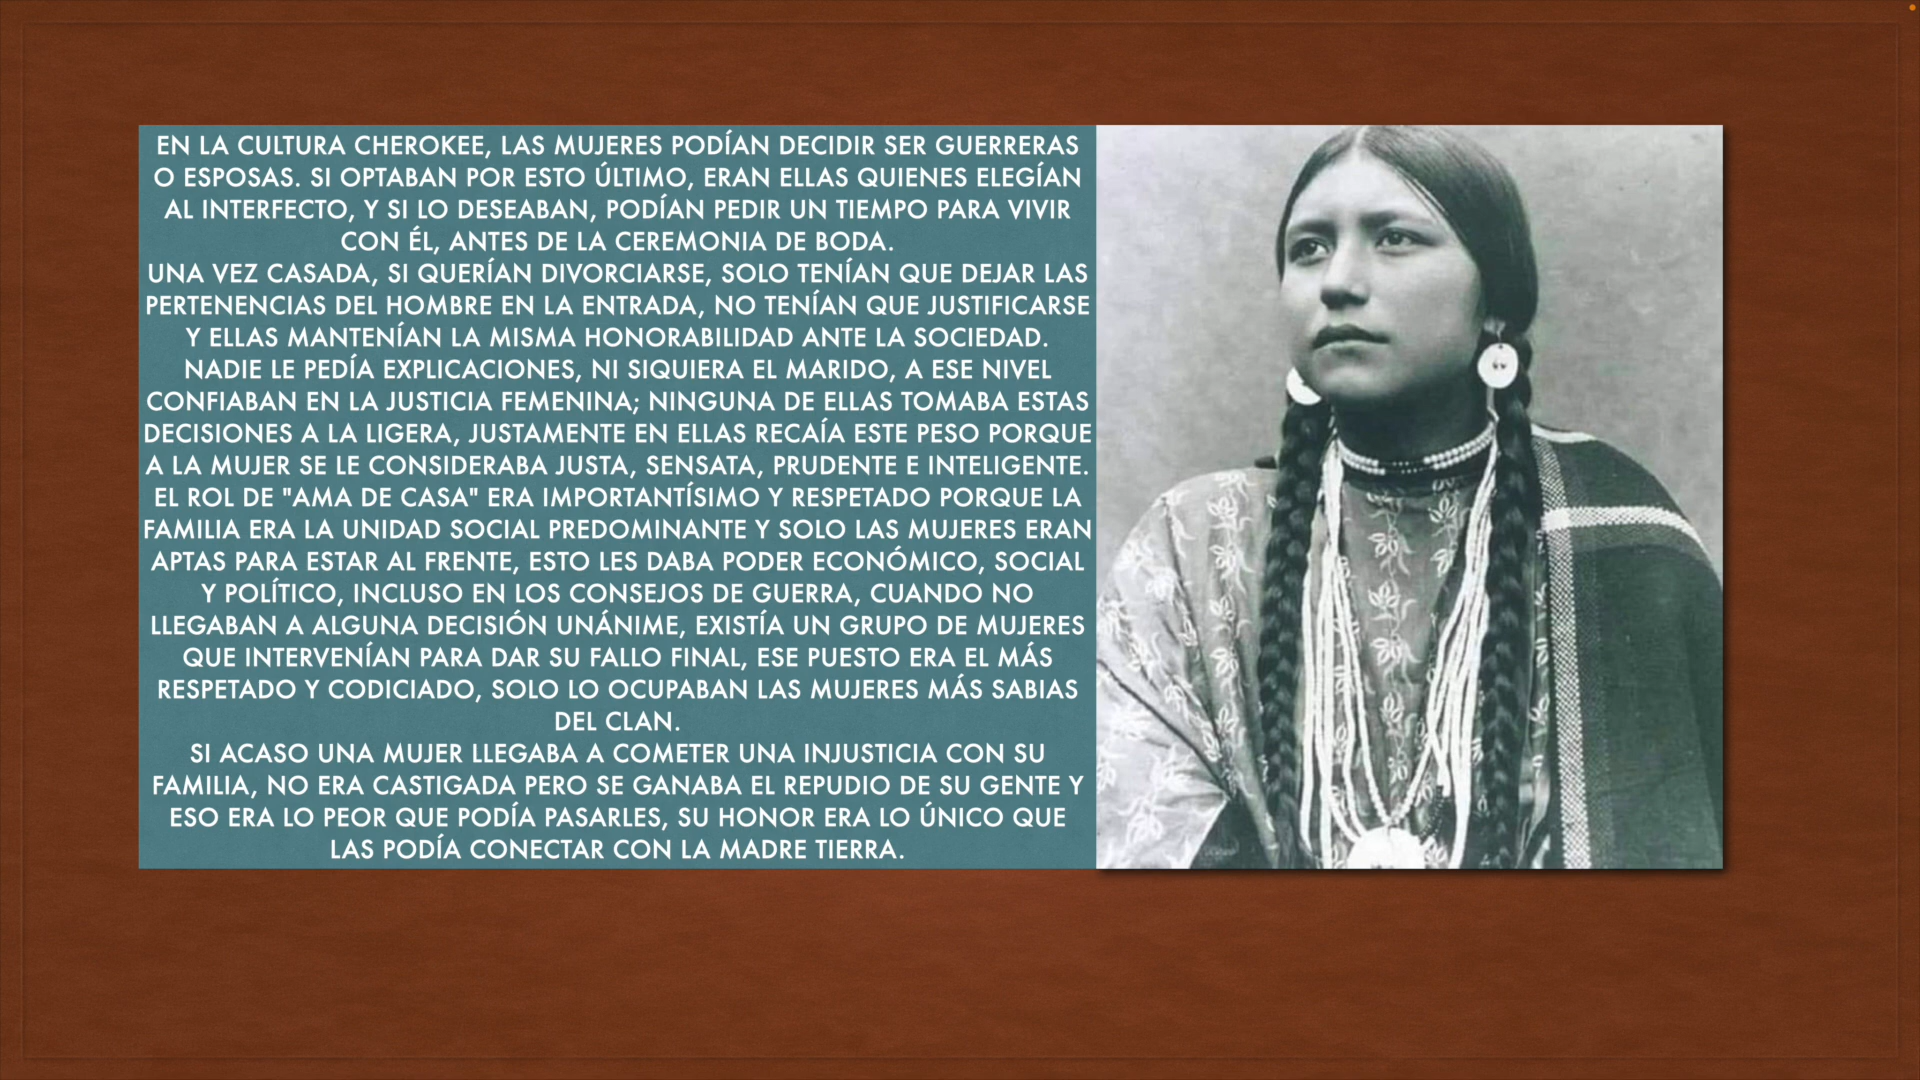 EN LA CULTURA CHEROKEE, LAS MUJERES PODÍAN DECIDIR SER GUERRERAS
O ESPOSAS. SI OPTABAN POR ESTO ÚLTIMO, ERAN ELLAS QUIENES ELEGÍAN
AL INTERFECTO, Y SI LO DESEABAN, PODÍAN PEDIR UN TIEMPO PARA VIVIR
CON ÉL, ANTES DE LA CEREMONIA DE BODA.
UNA VEZ CASADA, SI QUERÍAN DIVORCIARSE, SOLO TENÍAN QUE DEJAR LAS
PERTENENCIAS DEL HOMBRE EN LA ENTRADA, NO TENÍAN QUE JUSTIFICARSE
Y ELLAS MANTENÍAN LA MISMA HONORABILIDAD ANTE LA SOCIEDAD.
NADIE LE PEDÍA EXPLICACIONES, NI SIQUIERA EL MARIDO, A ESE NIVEL
CONFIABAN EN LA JUSTICIA FEMENINA; NINGUNA DE ELLAS TOMABA ESTAS
DECISIONES A LA LIGERA, JUSTAMENTE EN ELLAS RECAÍA ESTE PESO PORQUE
A LA MUJER SE LE CONSIDERABA JUSTA, SENSATA, PRUDENTE E INTELIGENTE.
EL ROL DE "AMA DE CASA" ERA IMPORTANTÍSIMO Y RESPETADO PORQUE LA
FAMILIA ERA LA UNIDAD SOCIAL PREDOMINANTE Y SOLO LAS MUJERES ERAN
APTAS PARA ESTAR AL FRENTE, ESTO LES DABA PODER ECONÓMICO, SOCIAL
Y POLÍTICO, INCLUSO EN LOS CONSEJOS DE GUERRA, CUANDO NO
LLEGABAN A ALGUNA DECISIÓN UNÁNIME, EXISTÍA UN GRUPO DE MUJERES
QUE INTERVENÍAN PARA DAR SU FALLO FINAL, ESE PUESTO ERA EL MÁS
RESPETADO Y CODICIADO, SOLO LO OCUPABAN LAS MUJERES MÁS SABIAS
DEL CLAN.
SI ACASO UNA MUJER LLEGABA A COMETER UNA INJUSTICIA CON SU
FAMILIA, NO ERA CASTIGADA PERO SE GANABA EL REPUDIO DE SU GENTE Y
ESO ERA LO PEOR QUE PODÍA PASARLES, SU HONOR ERA LO ÚNICO QUE
LAS PODÍA CONECTAR CON LA MADRE TIERRA.